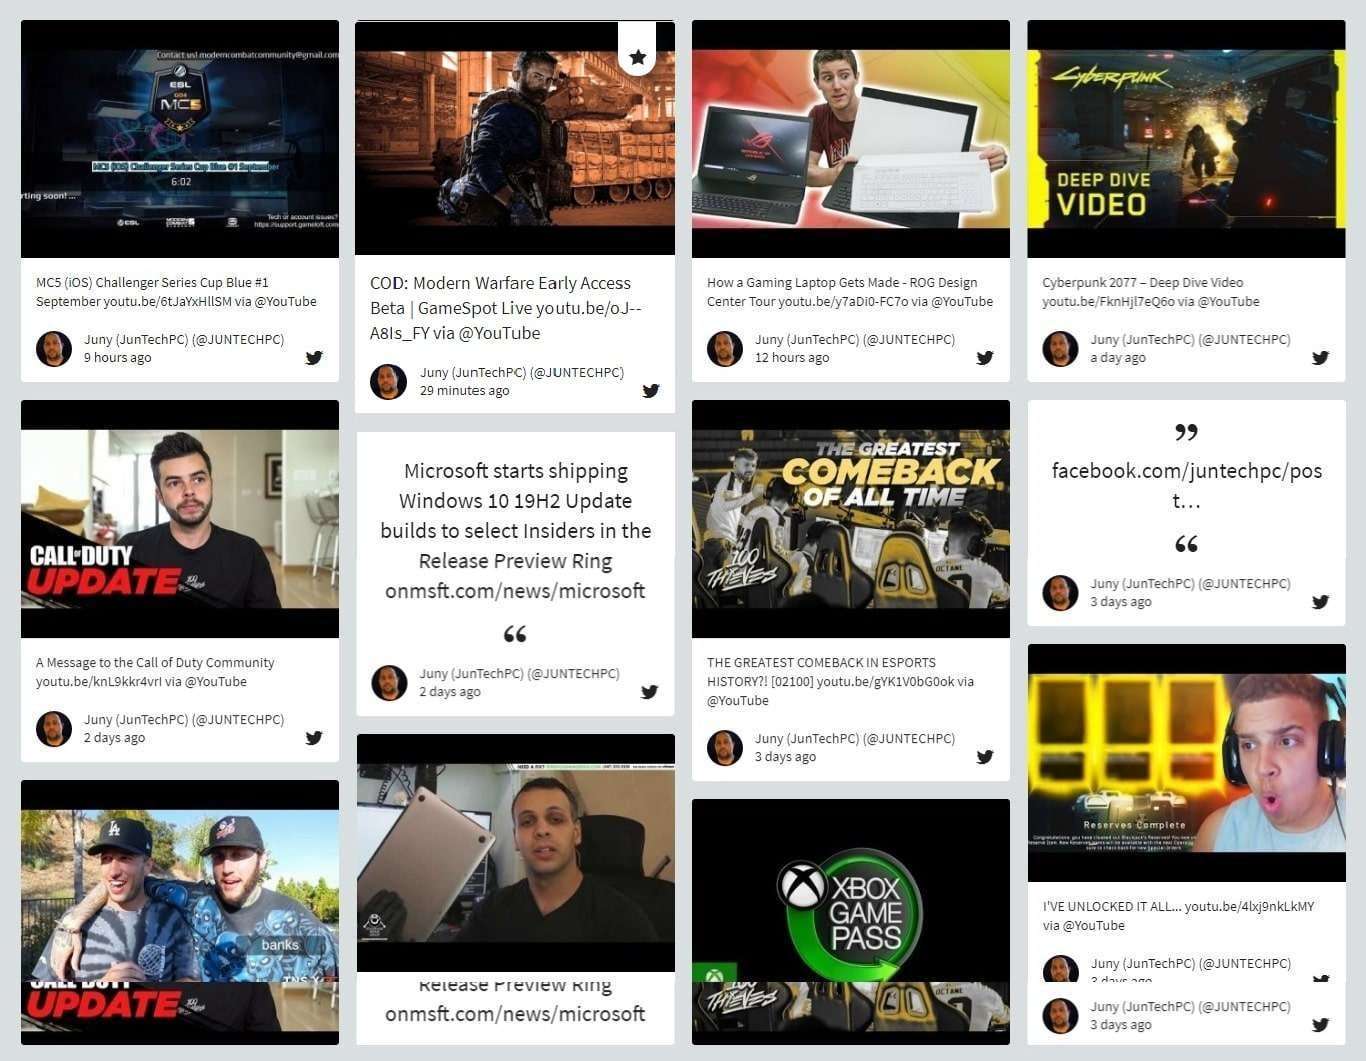 Contact us! moderncombatcommunity@gmail.com
ESL
MC5
MC5 (iOS) Challenger Series Cup Blue #1 September
6:02
rting soon! ...
ESL
Tech or account issues?
https://support.gameloft.com
MC5 (iOS) Challenger Series Cup Blue #1
September youtu.be/6tJaYxHllSM via @YouTube
Juny (JunTechPC) (@JUNTECHPC)
9 hours ago
CALL OF DUTY
UPDATE
A Message to the Call of Duty Community
youtu.be/knL9kkr4vrI via @YouTube
Juny (JunTechPC) (@JUNTECHPC)
2 days ago
LA
banks
CALL OF DUTY
UPDATE
COD: Modern Warfare Early Access
Beta | GameSpot Live youtu.be/oJ--
A8Is_FY via @YouTube
Juny (JunTechPC) (@JUNTECHPC)
29 minutes ago
Microsoft starts shipping
Windows 10 19H2 Update
builds to select Insiders in the
Release Preview Ring
onmsft.com/news/microsoft
“
Juny (JunTechPC) (@JUNTECHPC)
2 days ago
Release Preview Ring
onmsft.com/news/microsoft
How a Gaming Laptop Gets Made - ROG Design
Center Tour youtu.be/y7aDi0-FC7o via @YouTube
Juny (JunTechPC) (@JUNTECHPC)
12 hours ago
THE GREATEST
COMEBACK
OF ALL TIME
100
THIEVES
OCTANE
THE GREATEST COMEBACK IN ESPORTS
HISTORY?! [02100] youtu.be/gYK1V0bG0ok via
@YouTube
Juny (JunTechPC) (@JUNTECHPC)
3 days ago
XBOX
GAME
PASS
THIEVES
OCTANE
Cyberpunk
DEEP DIVE
VIDEO
Cyberpunk 2077 – Deep Dive Video
youtu.be/FknHjl7eQ6o via @YouTube
Juny (JunTechPC) (@JUNTECHPC)
a day ago
”
facebook.com/juntechpc/pos
t…
“
Juny (JunTechPC) (@JUNTECHPC)
3 days ago
Reserves Complete
I'VE UNLOCKED IT ALL... youtu.be/4lxj9nkLkMY
via @YouTube
Juny (JunTechPC) (@JUNTECHPC)
3 days ago
Juny (JunTechPC) (@JUNTECHPC)
3 days ago